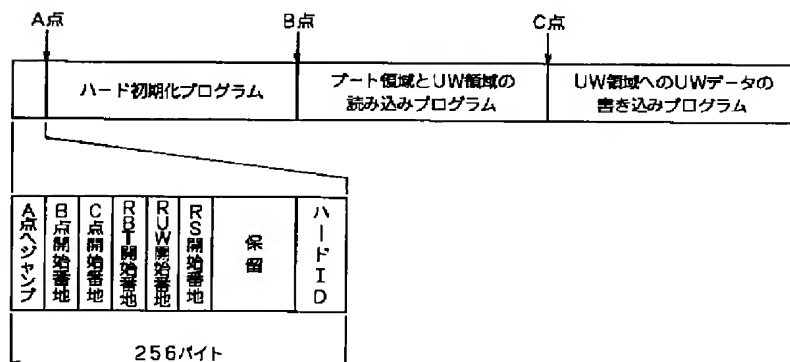 A点
B点
C点
ハード初期化プログラム
ブート領域とUW領域の
読み込みプログラム
UW領域へのUWデータの
書き込みプログラム
A点へジャンプ
B点開始番地
C点開始番地
RBT開始番地
RUW開始番地
RS開始番地
保留
ハードID
256バイト